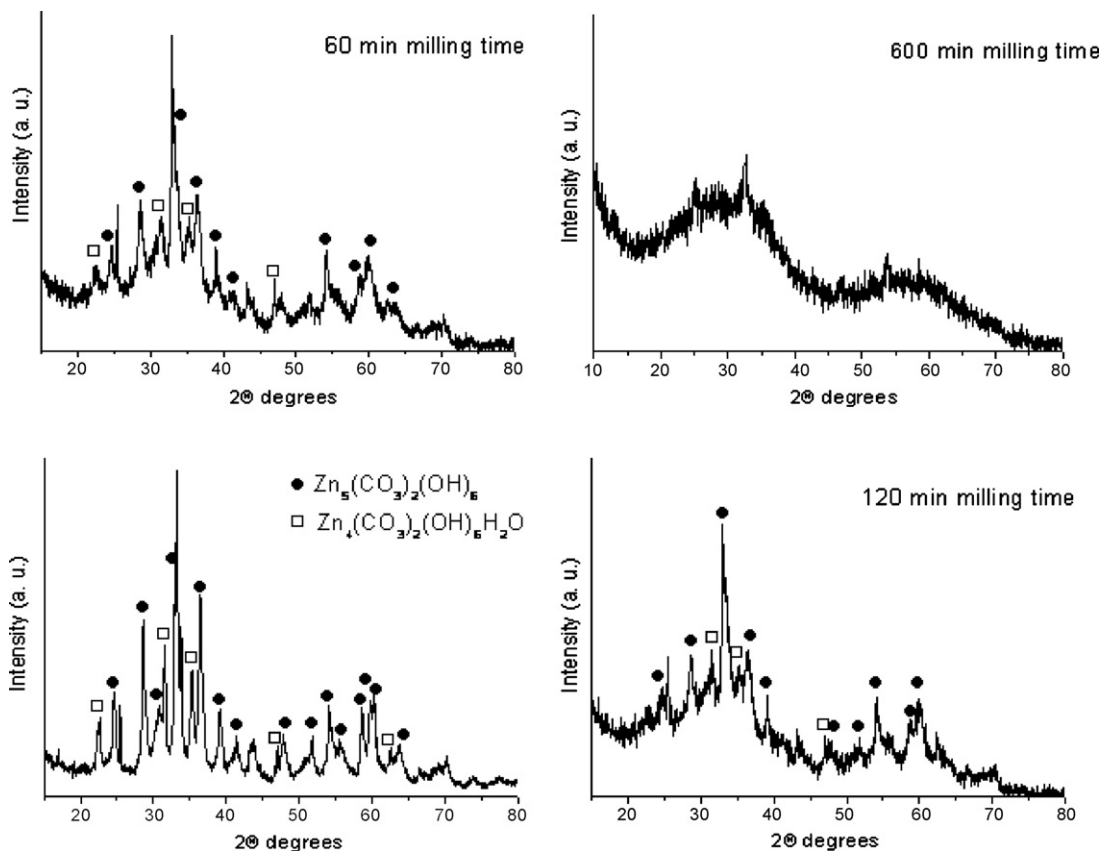 60 min milling time
Intensity (a. u.)
20 30 40 50 60 70 80
2Θ degrees
600 min milling time
Intensity (a. u.)
10 20 30 40 50 60 70 80
2Θ degrees
● Zn₅(CO₃)₂(OH)₆
□ Zn₄(CO₃)₂(OH)₆H₂O
Intensity (a. u.)
20 30 40 50 60 70 80
2Θ degrees
120 min milling time
Intensity (a. u.)
20 30 40 50 60 70 80
2Θ degrees